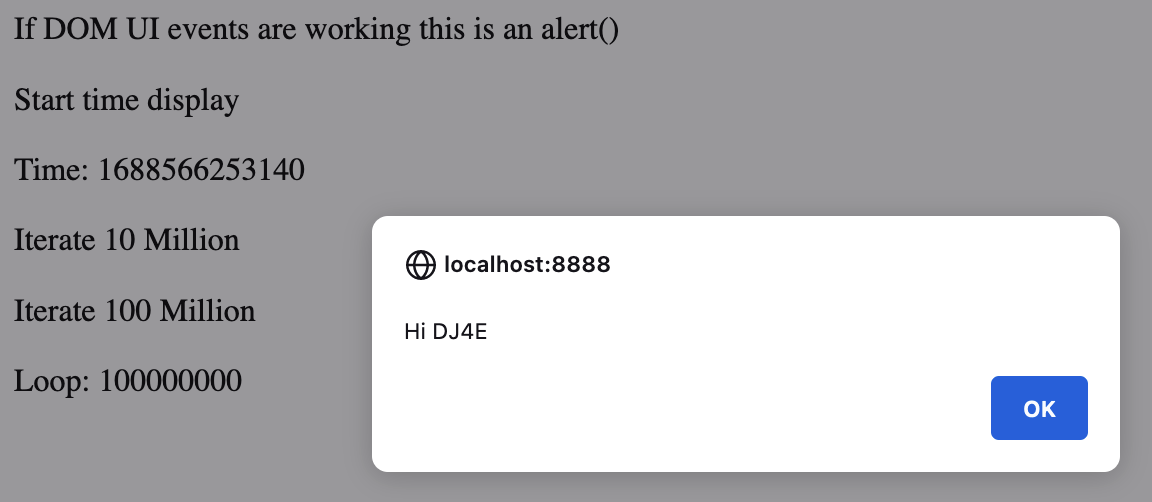 If DOM UI events are working this is an alert()
Start time display
Time: 1688566253140
Iterate 10 Million
Iterate 100 Million
Loop: 100000000
localhost:8888
Hi DJ4E
OK